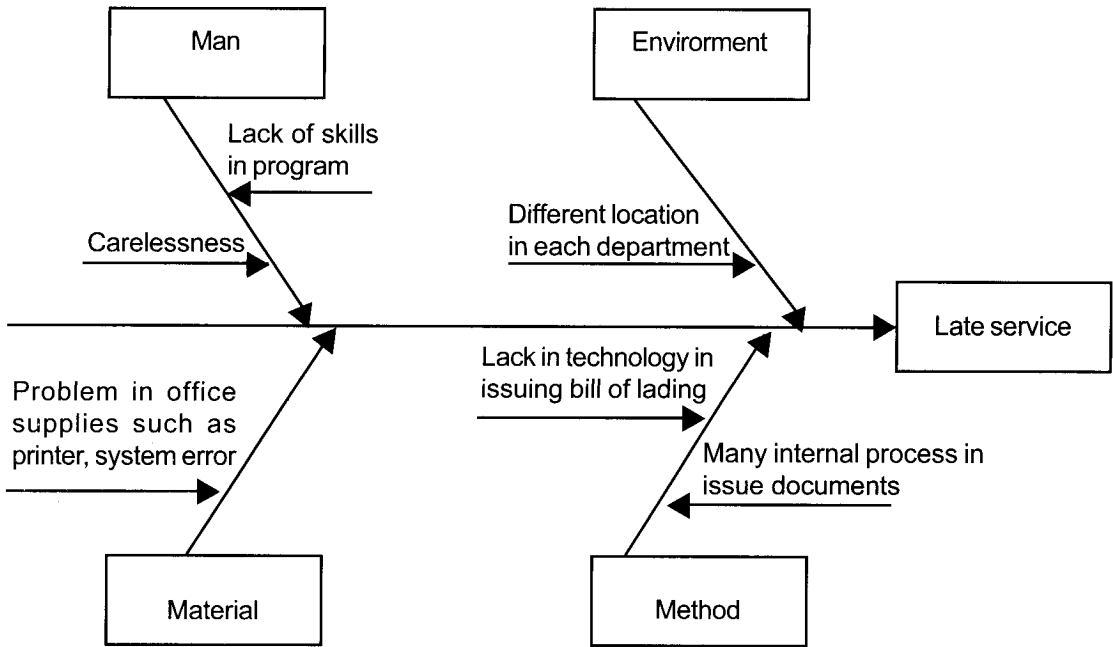 Man
Envirorment
Lack of skills
in program
Carelessness
Different location
in each department
Late service
Lack in technology in
issuing bill of lading
Problem in office
supplies such as
printer, system error
Many internal process in
issue documents
Material
Method